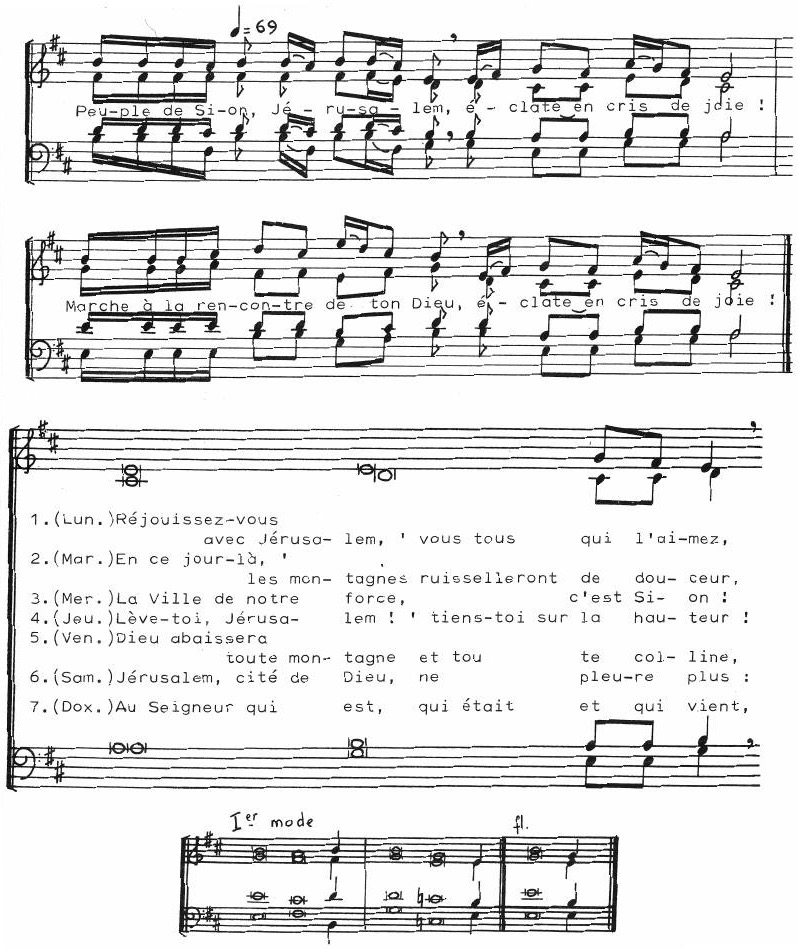 ♩= 69
Peu-ple de Si-on, Jé - ru-sa - lem, é - clate en cris de joie !
Marche à la ren-con-tre de ton Dieu, é - clate en cris de joie !
1.(Lun.)Réjouissez-vous
avec Jérusa- lem, ' vous tous qui l'ai-mez,
2.(Mar.)En ce jour-là, '
les mon- tagnes ruisselleront de dou- ceur,
3.(Mer.)La Ville de notre force, c'est Si- on !
4.(Jeu.)Lève-toi, Jérusa- lem ! ' tiens-toi sur la hau- teur !
5.(Ven.)Dieu abaissera
toute mon- tagne et tou te col- line,
6.(Sam.)Jérusalem, cité de Dieu, ne pleu-re plus :
7.(Dox.)Au Seigneur qui est, qui était et qui vient,
Ier mode fl.